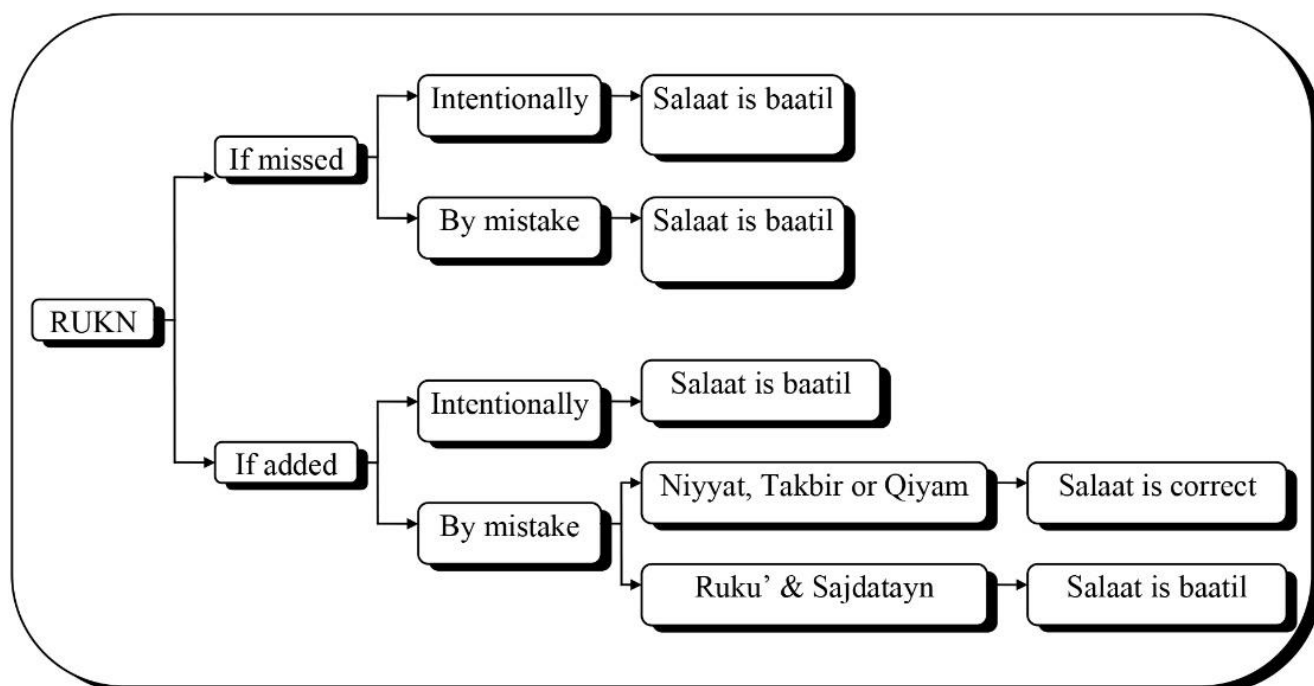 Intentionally
Salaat is baatil
If missed
By mistake
Salaat is baatil
RUKN
Intentionally
Salaat is baatil
If added
By mistake
Niyyat, Takbir or Qiyam
Salaat is correct
Ruku’ & Sajdatayn
Salaat is baatil